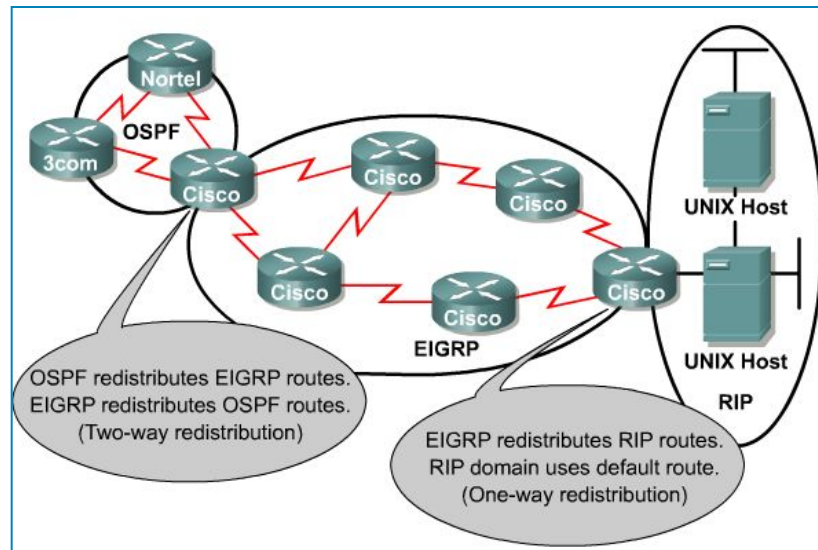 Nortel
OSPF
3com
Cisco
Cisco
Cisco
UNIX Host
Cisco
Cisco
Cisco
UNIX Host
EIGRP
RIP
OSPF redistributes EIGRP routes.
EIGRP redistributes OSPF routes.
(Two-way redistribution)
EIGRP redistributes RIP routes.
RIP domain uses default route.
(One-way redistribution)